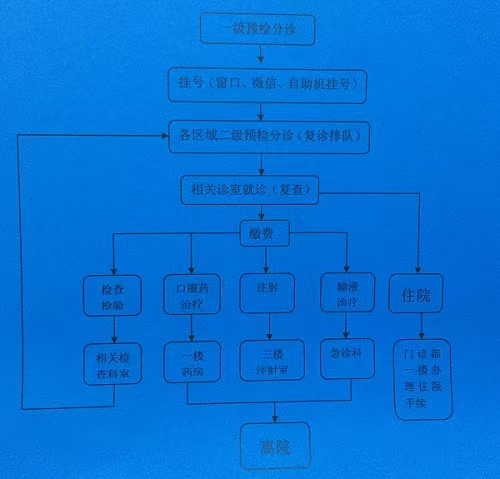 一级预检分诊
挂号（窗口、微信、自助机挂号）
各区域二级预检分诊（复诊排队）
相关诊室就诊（复查）
缴费
检查
检验
口服药
治疗
注射
输液
治疗
住院
相关检
查科室
一楼
药房
三楼
注射室
急诊科
门诊部
一楼办
理住院
手续
离院